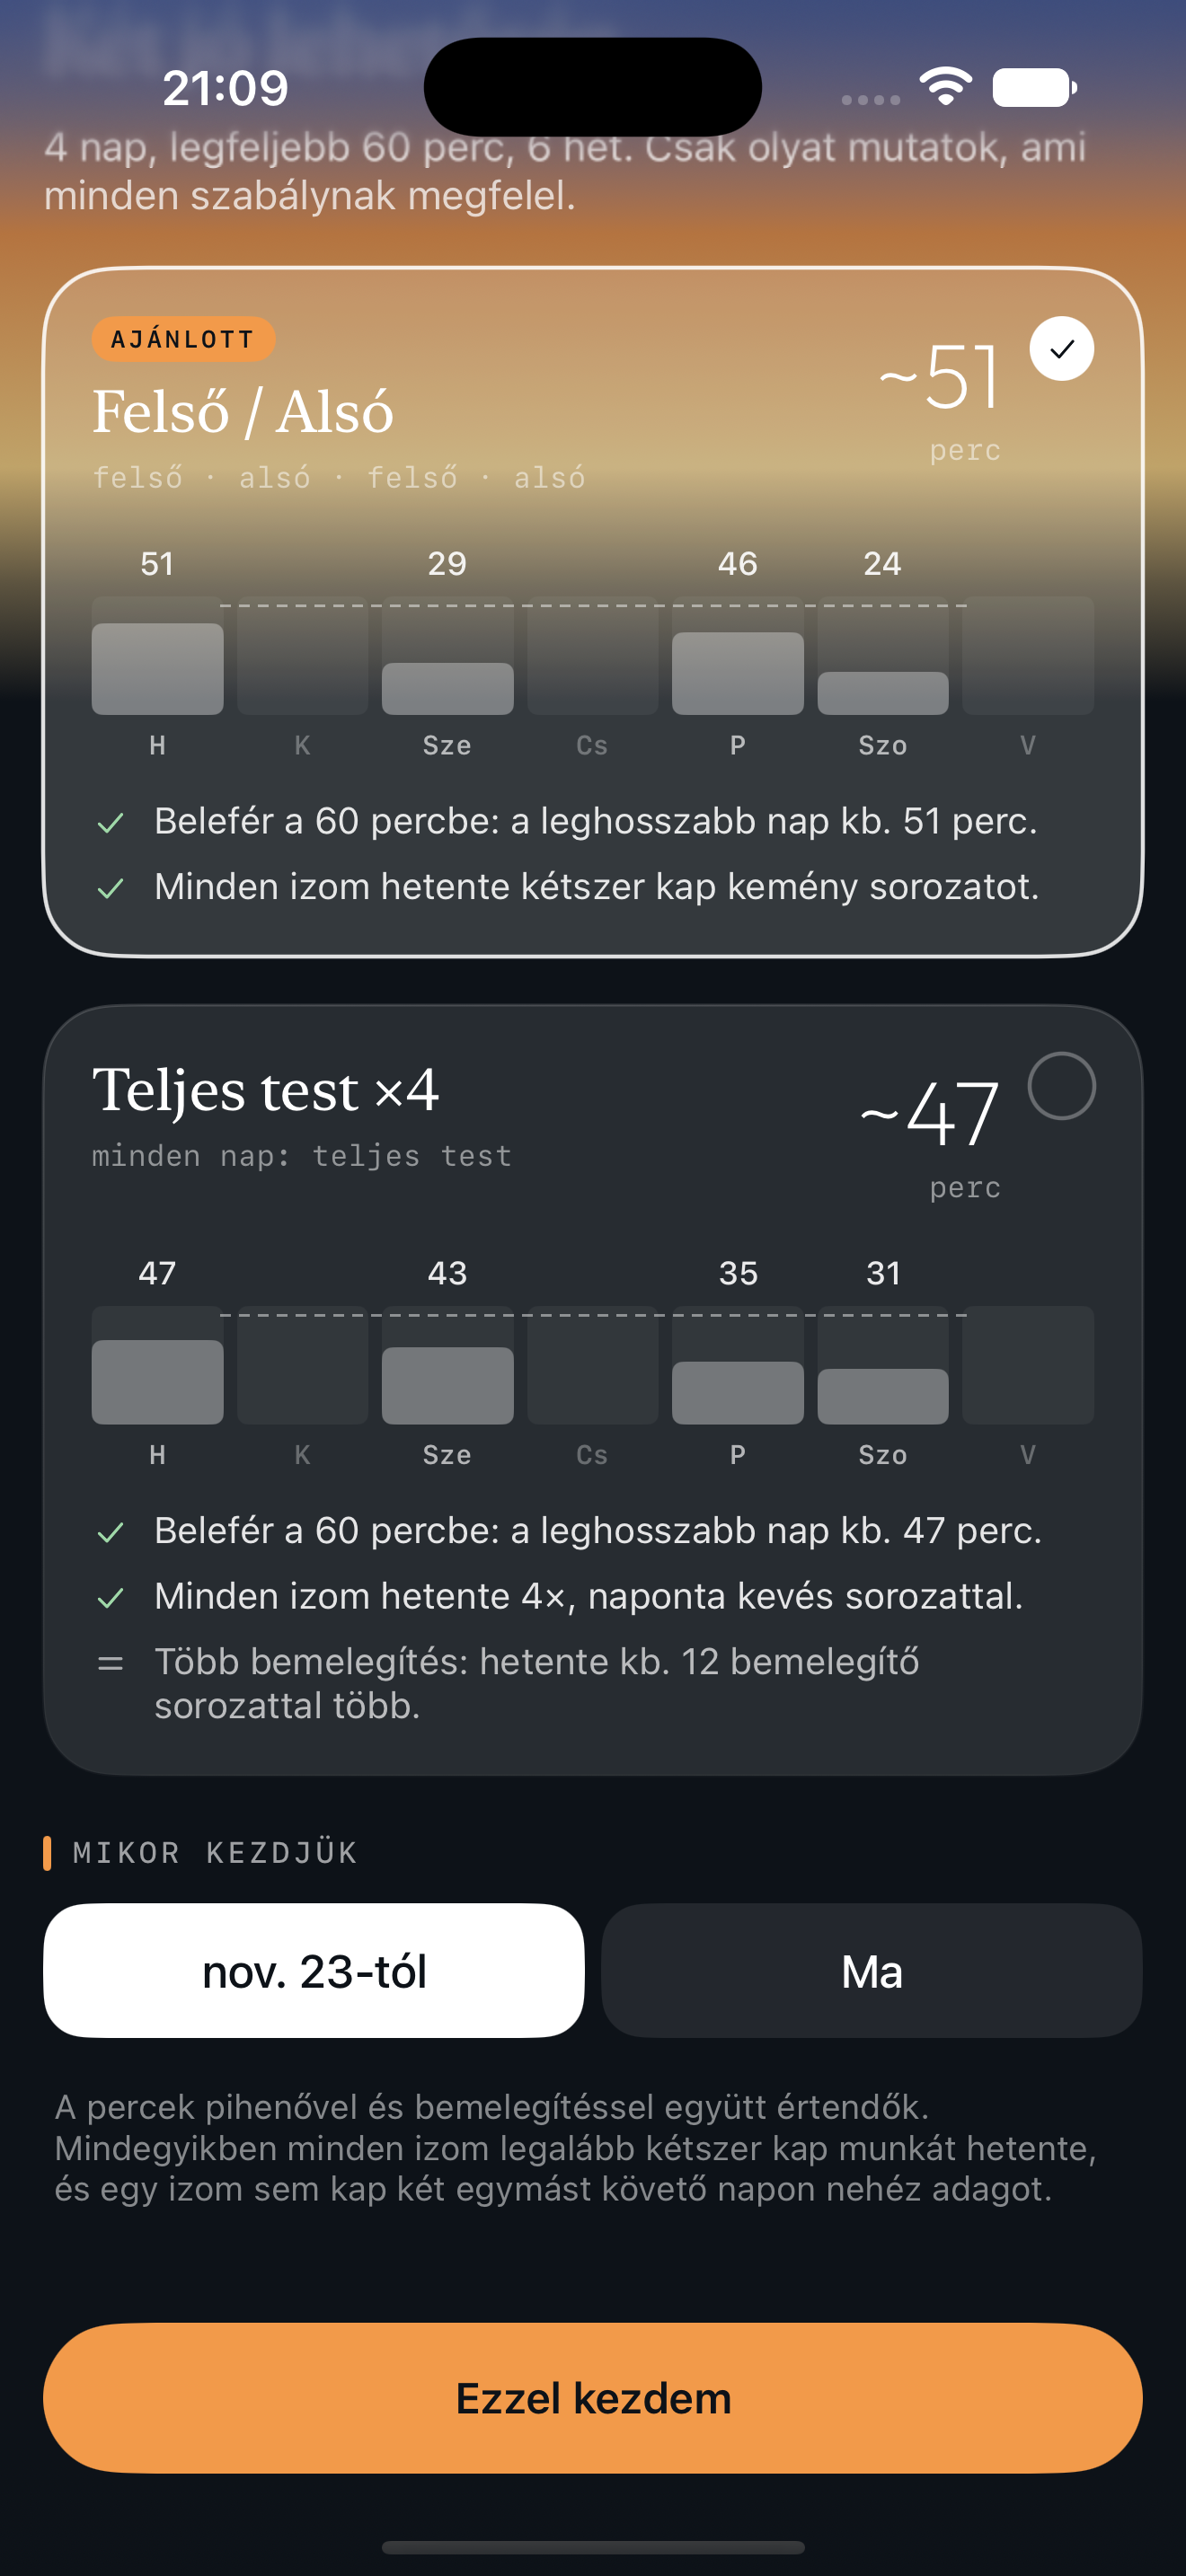 21:09
4 nap, legfeljebb 60 perc, 6 hét. Csak olyat mutatok, ami
minden szabálynak megfelel.
AJÁNLOTT
~51
Felső / Alsó
perc
felső · alsó · felső · alsó
51 29 46 24
H K Sze Cs P Szo V
Belefér a 60 percbe: a leghosszabb nap kb. 51 perc.
Minden izom hetente kétszer kap kemény sorozatot.
Teljes test ×4
~47
minden nap: teljes test
perc
47 43 35 31
H K Sze Cs P Szo V
Belefér a 60 percbe: a leghosszabb nap kb. 47 perc.
Minden izom hetente 4×, naponta kevés sorozattal.
Több bemelegítés: hetente kb. 12 bemelegítő
sorozattal több.
MIKOR KEZDJÜK
nov. 23-tól
Ma
A percek pihenővel és bemelegítéssel együtt értendők.
Mindegyikben minden izom legalább kétszer kap munkát hetente,
és egy izom sem kap két egymást követő napon nehéz adagot.
Ezzel kezdem